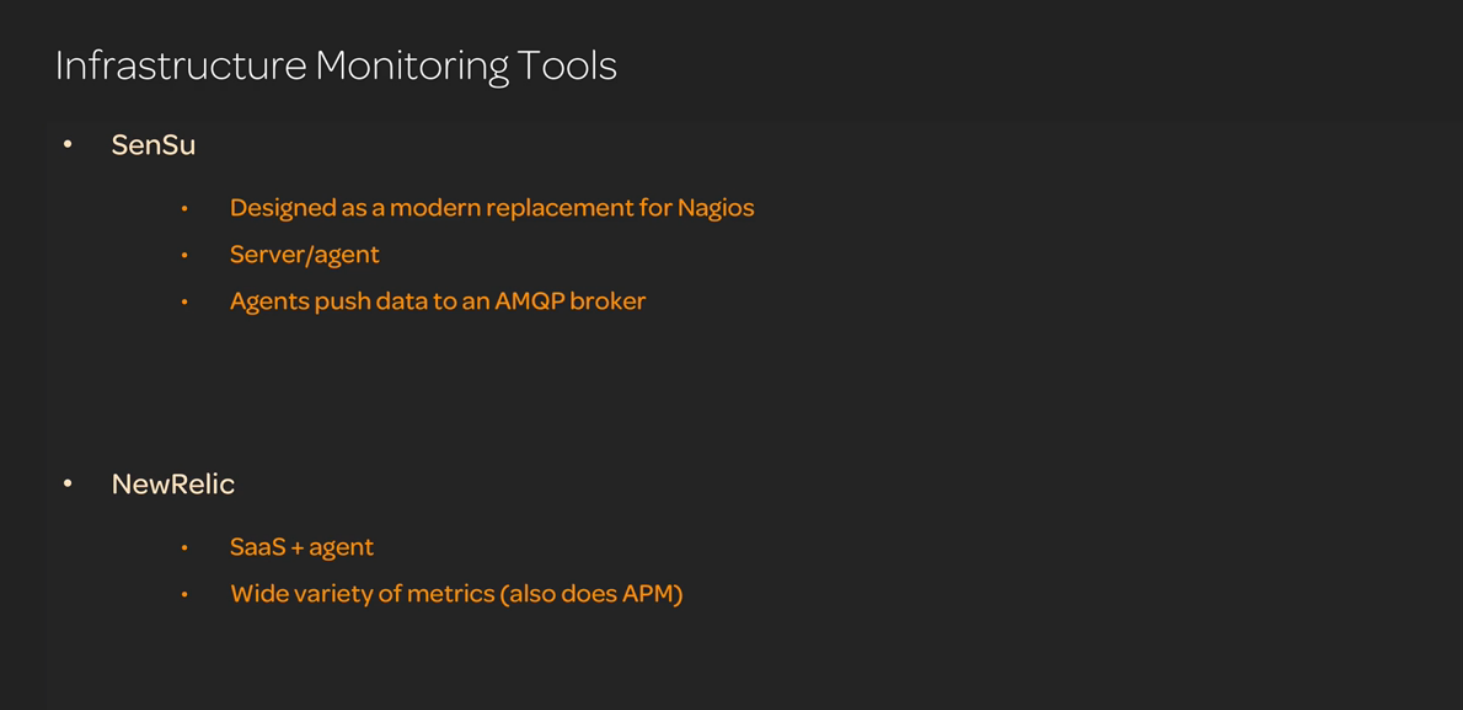 Infrastructure Monitoring Tools
• SenSu
• Designed as a modern replacement for Nagios
• Server/agent
• Agents push data to an AMQP broker
• NewRelic
• SaaS + agent
• Wide variety of metrics (also does APM)